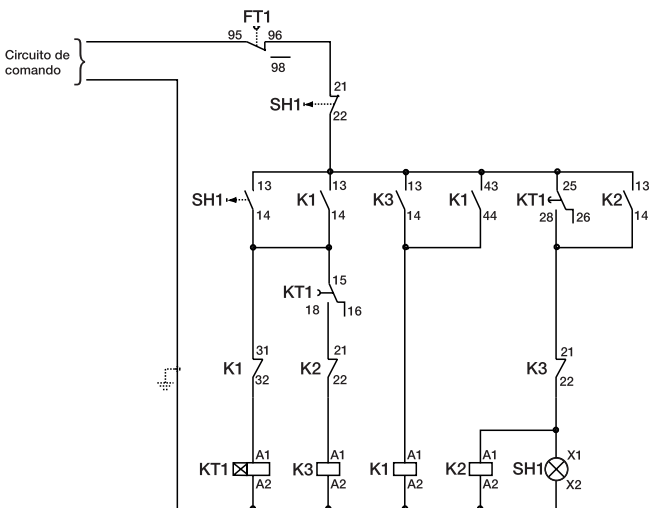 FT1
95 96
98
Circuito de
comando
21
SH1
22
SH1 13 14
K1 13 14
K3 13 14
K1 43 44
KT1 25 28 26
K2 13 14
KT1 15 18 16
K1 31 32
K2 21 22
K3 21 22
KT1 A1 A2
K3 A1 A2
K1 A1 A2
K2 A1 A2
SH1 X1 X2